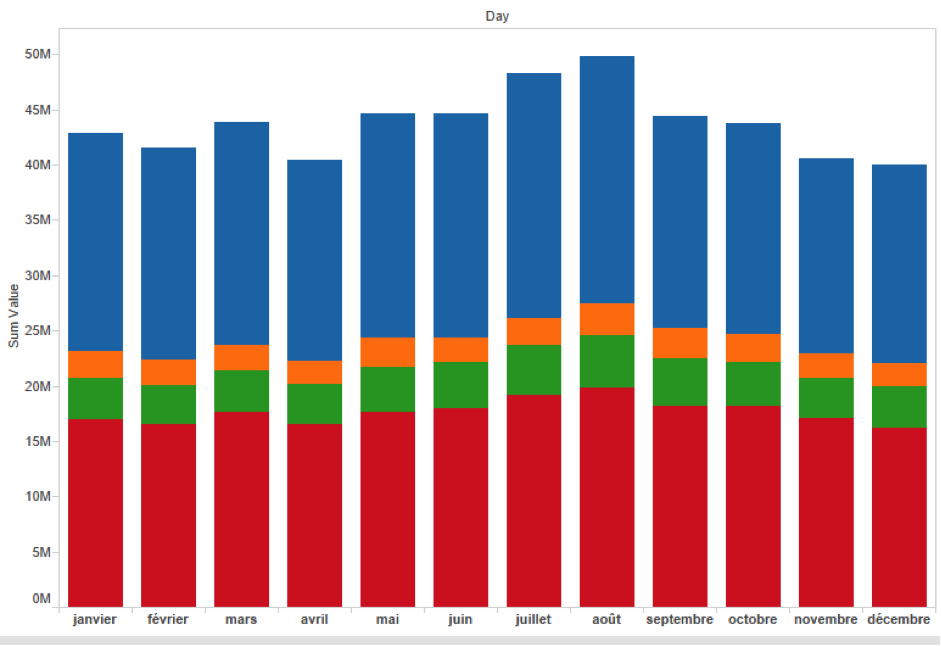 Day
50M
45M
40M
35M
30M
25M
20M
15M
10M
5M
0M
Sum Value
janvier février mars avril mai juin juillet août septembre octobre novembre décembre